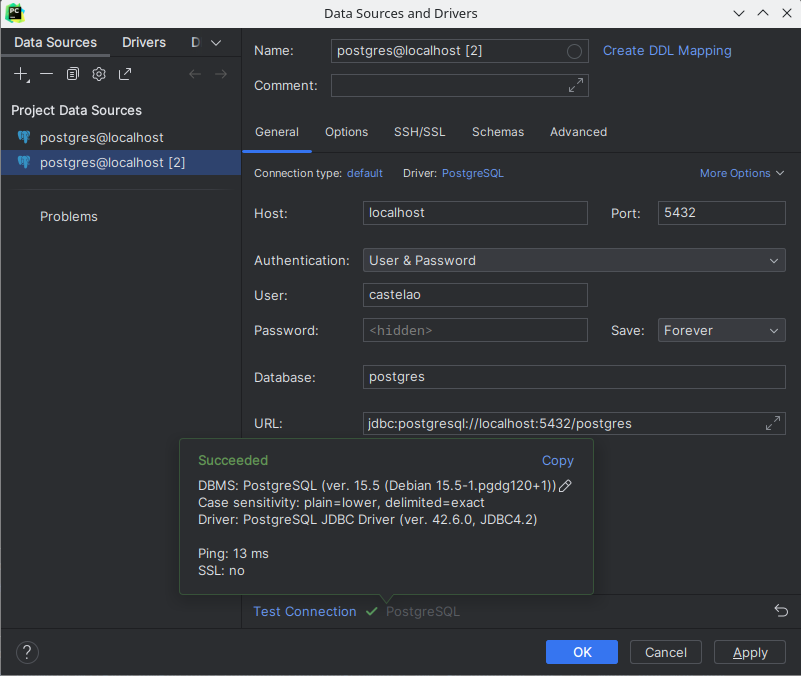 PC
Data Sources and Drivers
Data Sources Drivers D
Name: postgres@localhost [2] Create DDL Mapping
Comment:
Project Data Sources
postgres@localhost
postgres@localhost [2]
Problems
General Options SSH/SSL Schemas Advanced
Connection type: default Driver: PostgreSQL More Options
Host: localhost Port: 5432
Authentication: User & Password
User: castelao
Password: <hidden> Save: Forever
Database: postgres
URL: jdbc:postgresql://localhost:5432/postgres
Succeeded Copy
DBMS: PostgreSQL (ver. 15.5 (Debian 15.5-1.pgdg120+1))
Case sensitivity: plain=lower, delimited=exact
Driver: PostgreSQL JDBC Driver (ver. 42.6.0, JDBC4.2)
Ping: 13 ms
SSL: no
Test Connection PostgreSQL
? OK Cancel Apply